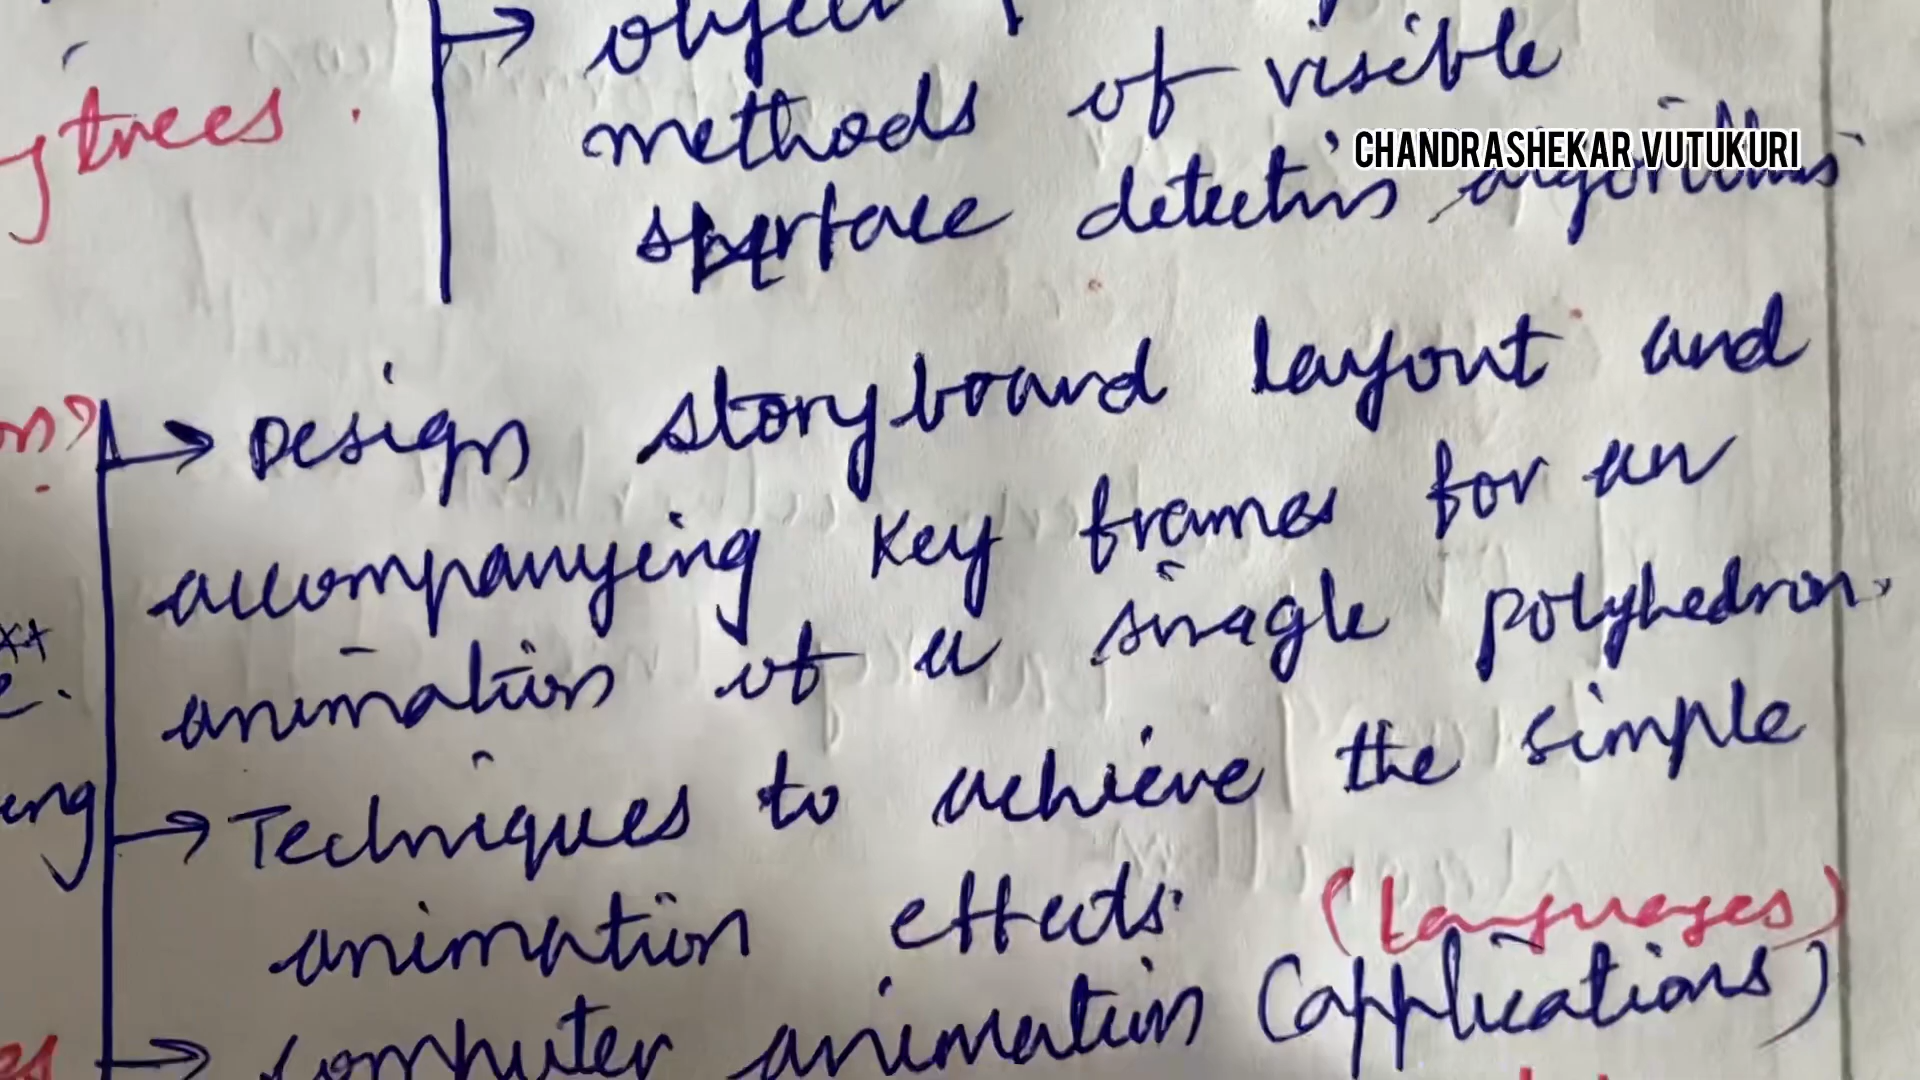 → object
trees.
methods of visible
CHANDRASHEKAR VUTUKURI
surface detection algorithms
→ Design storyboard layout and
accompanying key frames for an
animation of a single polyhedron.
→ Techniques to achieve the simple
animation effects. (languages)
→ computer animation (applications)